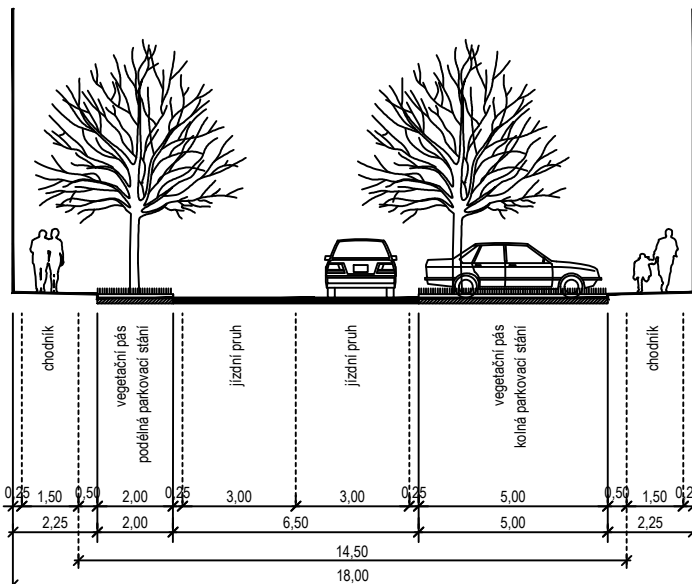 chodník
vegetační pás
podélná parkovací stání
jízdní pruh
jízdní pruh
vegetační pás
kolná parkovací stání
chodník
0,25 1,50 0,50 2,00 0,25 3,00 3,00 0,25 5,00 0,50 1,50
2,25 2,00 6,50 5,00 2,25
14,50
18,00